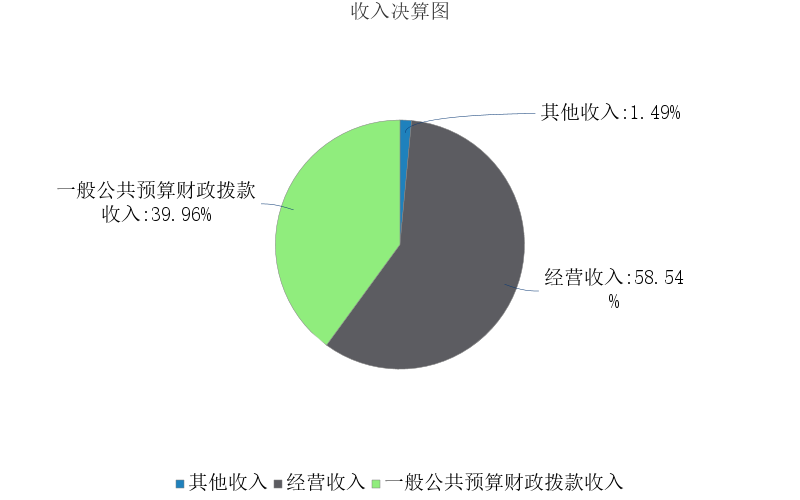 收入决算图
其他收入:1.49%
一般公共预算财政拨款
收入:39.96%
经营收入:58.54
%
其他收入 经营收入 一般公共预算财政拨款收入